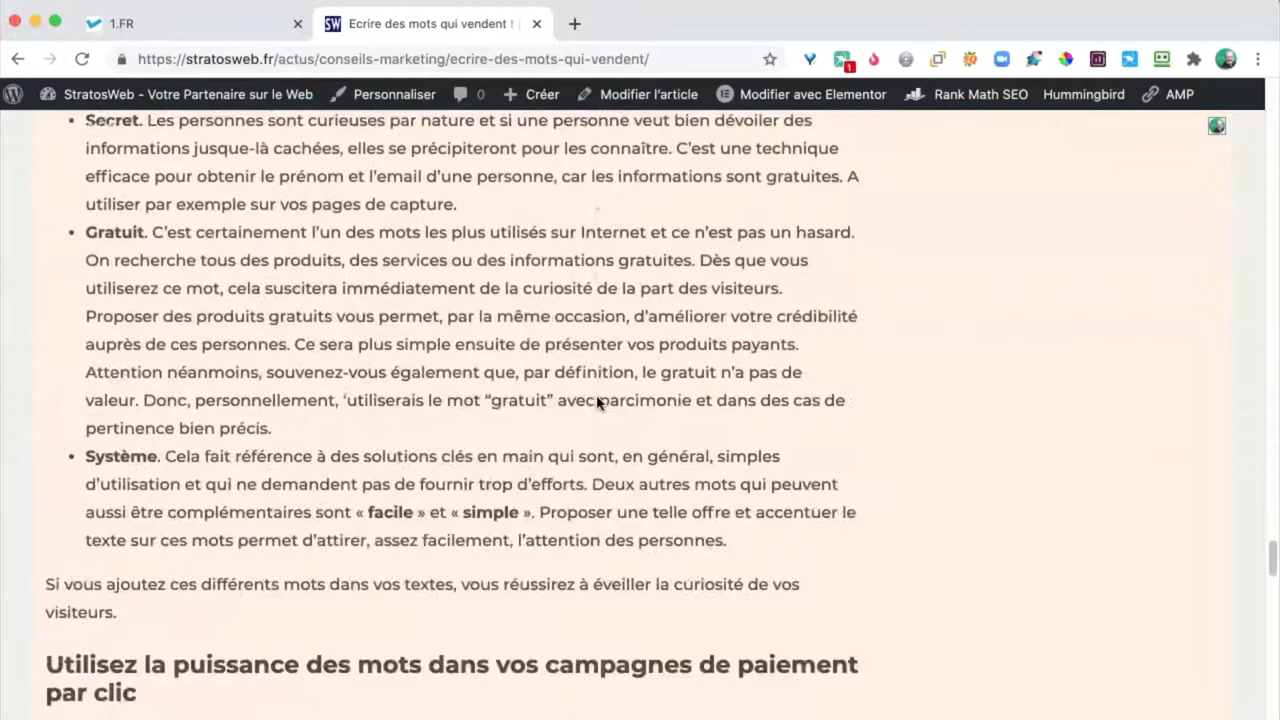 1.FR
SW Ecrire des mots qui vendent ! |
https://stratosweb.fr/actus/conseils-marketing/ecrire-des-mots-qui-vendent/
1
StratosWeb - Votre Partenaire sur le Web Personnaliser 0 Créer Modifier l'article Modifier avec Elementor Rank Math SEO Hummingbird AMP
• Secret. Les personnes sont curieuses par nature et si une personne veut bien dévoiler des
informations jusque-là cachées, elles se précipiteront pour les connaître. C'est une technique
efficace pour obtenir le prénom et l'email d'une personne, car les informations sont gratuites. A
utiliser par exemple sur vos pages de capture.
• Gratuit. C'est certainement l'un des mots les plus utilisés sur Internet et ce n'est pas un hasard.
On recherche tous des produits, des services ou des informations gratuites. Dès que vous
utiliserez ce mot, cela suscitera immédiatement de la curiosité de la part des visiteurs.
Proposer des produits gratuits vous permet, par la même occasion, d'améliorer votre crédibilité
auprès de ces personnes. Ce sera plus simple ensuite de présenter vos produits payants.
Attention néanmoins, souvenez-vous également que, par définition, le gratuit n'a pas de
valeur. Donc, personnellement, 'utiliserais le mot "gratuit" avec parcimonie et dans des cas de
pertinence bien précis.
• Système. Cela fait référence à des solutions clés en main qui sont, en général, simples
d'utilisation et qui ne demandent pas de fournir trop d'efforts. Deux autres mots qui peuvent
aussi être complémentaires sont « facile » et « simple ». Proposer une telle offre et accentuer le
texte sur ces mots permet d'attirer, assez facilement, l'attention des personnes.
Si vous ajoutez ces différents mots dans vos textes, vous réussirez à éveiller la curiosité de vos
visiteurs.
Utilisez la puissance des mots dans vos campagnes de paiement
par clic